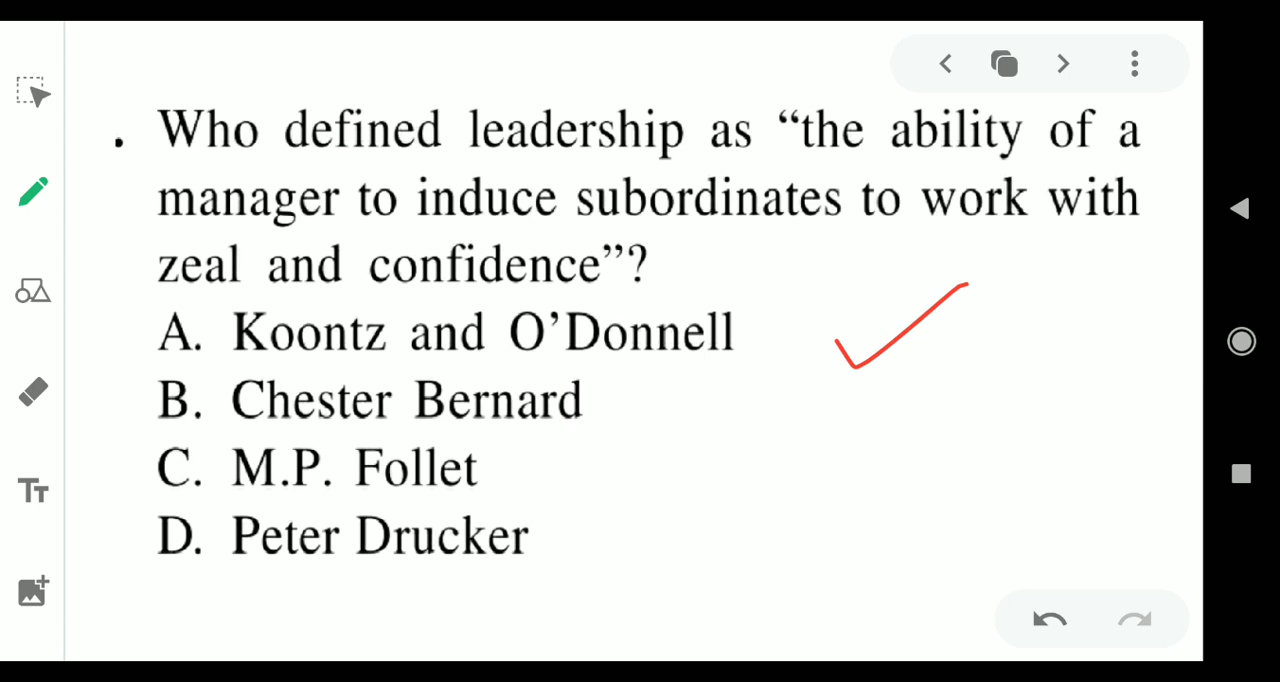 . Who defined leadership as “the ability of a
manager to induce subordinates to work with
zeal and confidence”?
A. Koontz and O’Donnell
B. Chester Bernard
C. M.P. Follet
D. Peter Drucker
TT